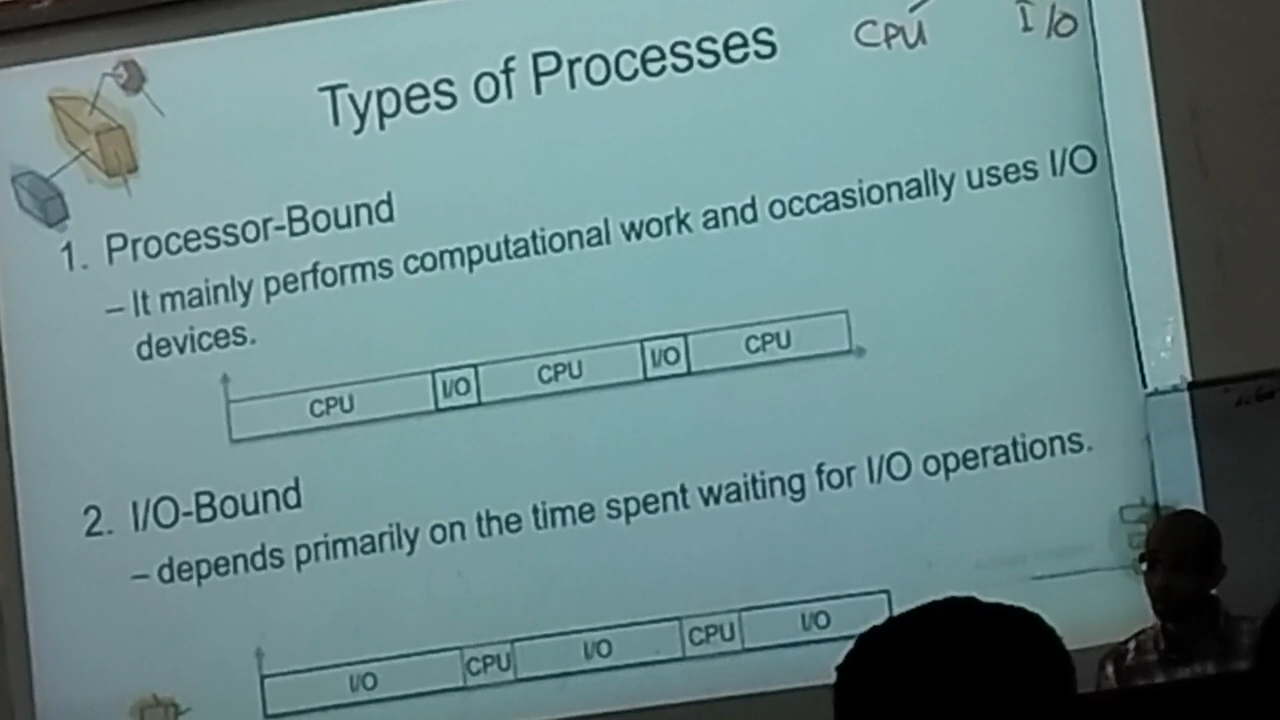 Types of Processes
CPU I/O
1. Processor-Bound
– It mainly performs computational work and occasionally uses I/O
devices.
CPU I/O CPU I/O CPU
2. I/O-Bound
– depends primarily on the time spent waiting for I/O operations.
I/O CPU I/O CPU I/O